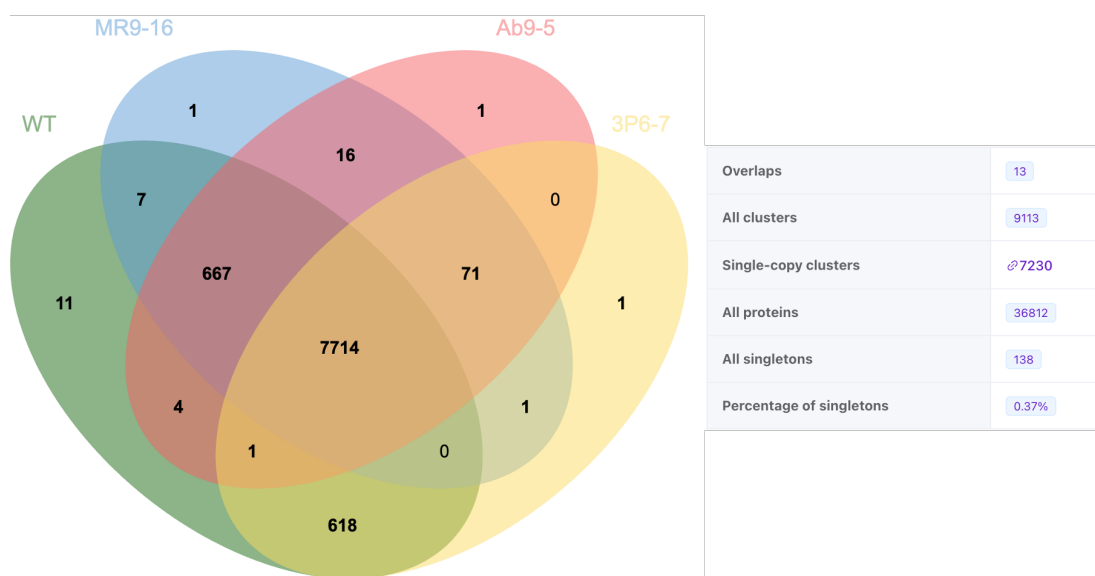 MR9-16
Ab9-5
WT
3P6-7
1
1
16
7
0
667
71
11
1
7714
4
1
1
0
618
Overlaps 13
All clusters 9113
Single-copy clusters 7230
All proteins 36812
All singletons 138
Percentage of singletons 0.37%